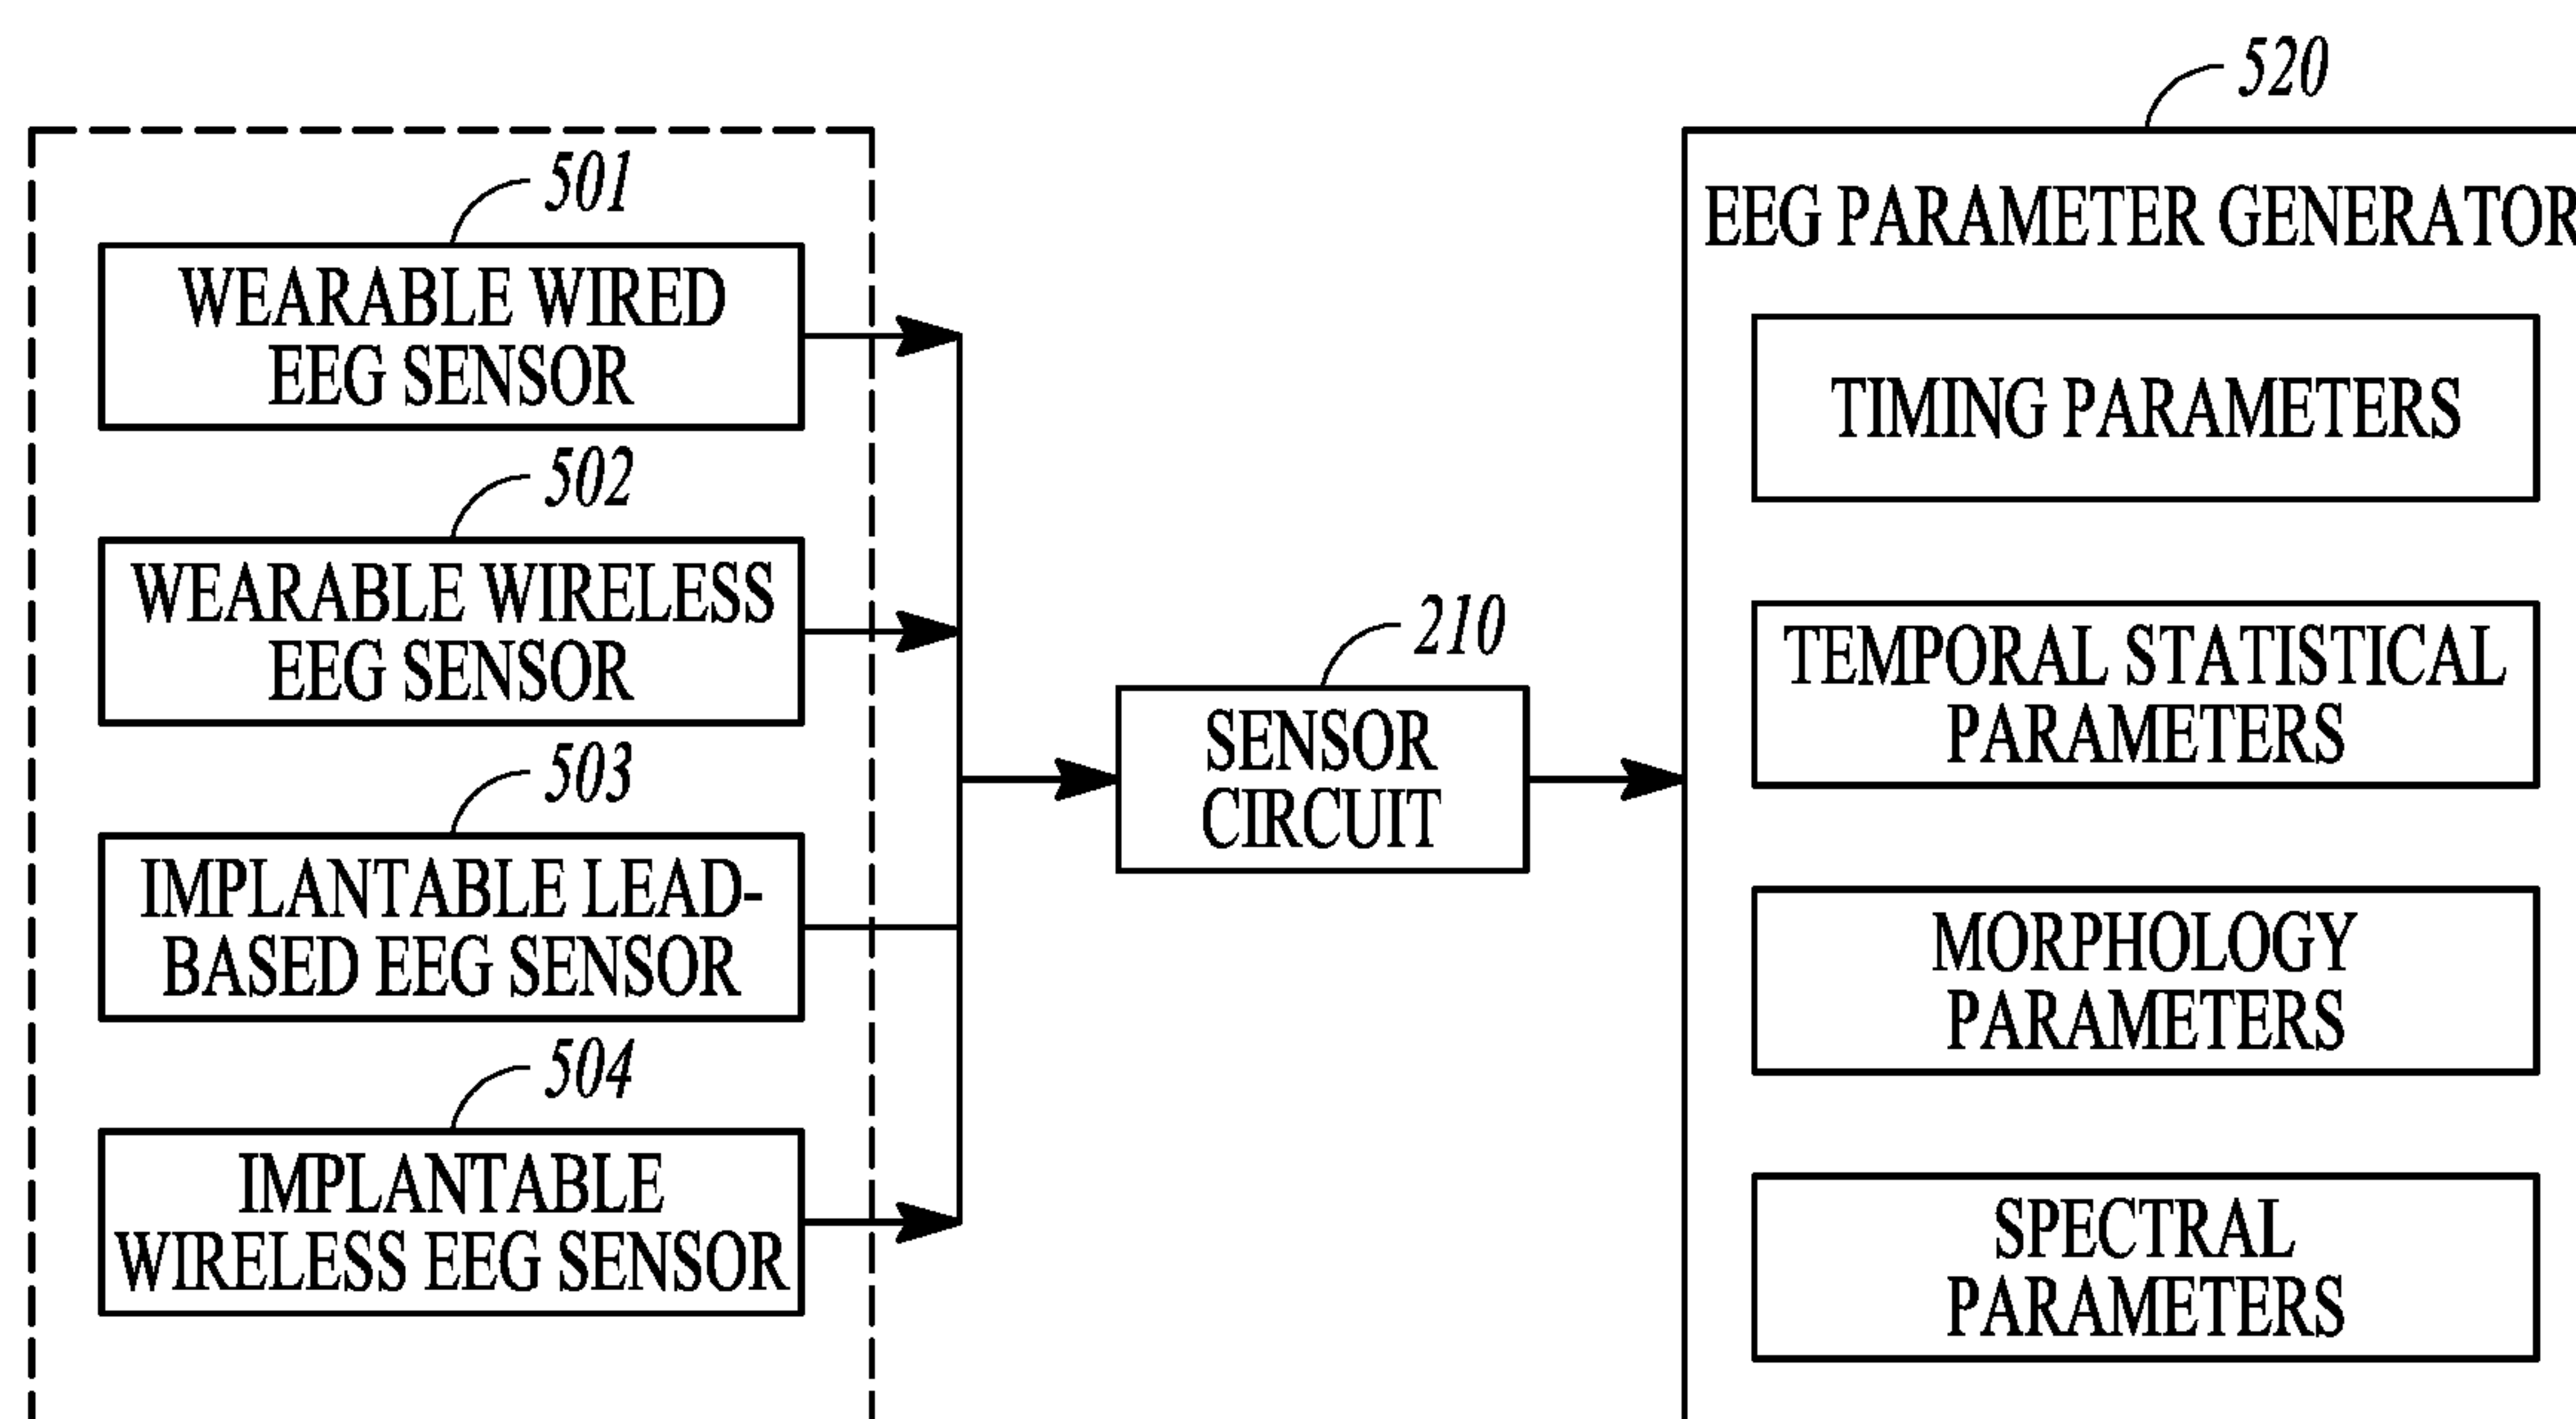 501
WEARABLE WIRED
EEG SENSOR
502
WEARABLE WIRELESS
EEG SENSOR
503
IMPLANTABLE LEAD-
BASED EEG SENSOR
504
IMPLANTABLE
WIRELESS EEG SENSOR
210
SENSOR
CIRCUIT
520
EEG PARAMETER GENERATOR
TIMING PARAMETERS
TEMPORAL STATISTICAL
PARAMETERS
MORPHOLOGY
PARAMETERS
SPECTRAL
PARAMETERS